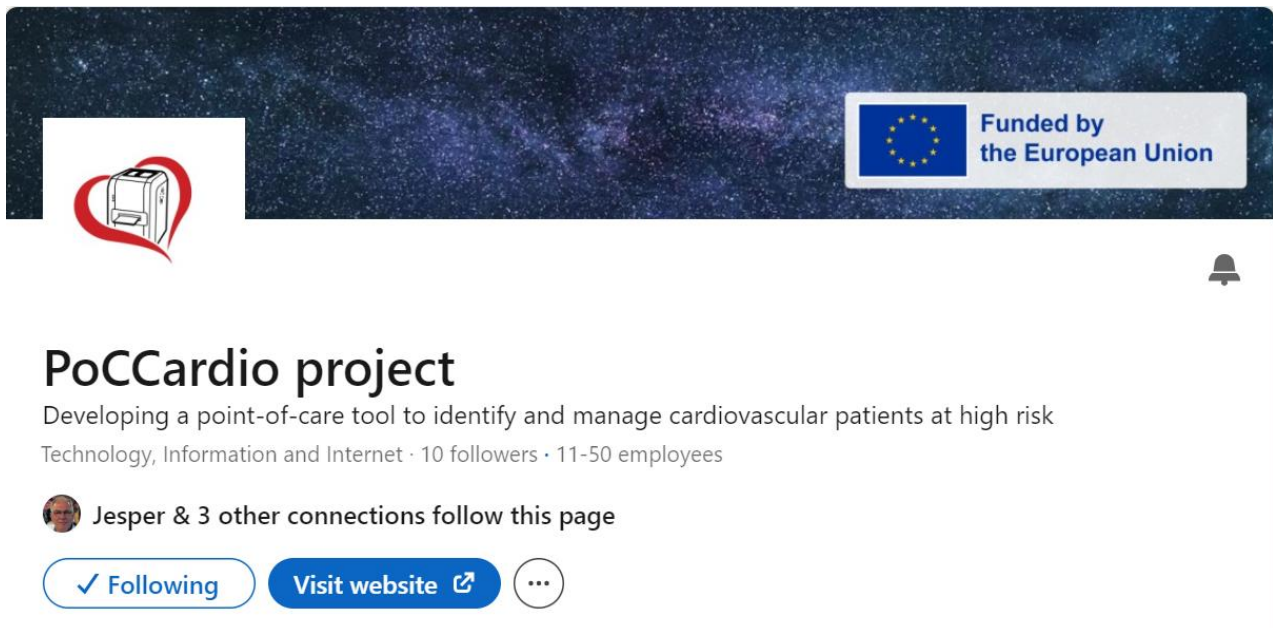 Funded by
the European Union
PoCCardio project
Developing a point-of-care tool to identify and manage cardiovascular patients at high risk
Technology, Information and Internet · 10 followers · 11-50 employees
Jesper & 3 other connections follow this page
Following
Visit website